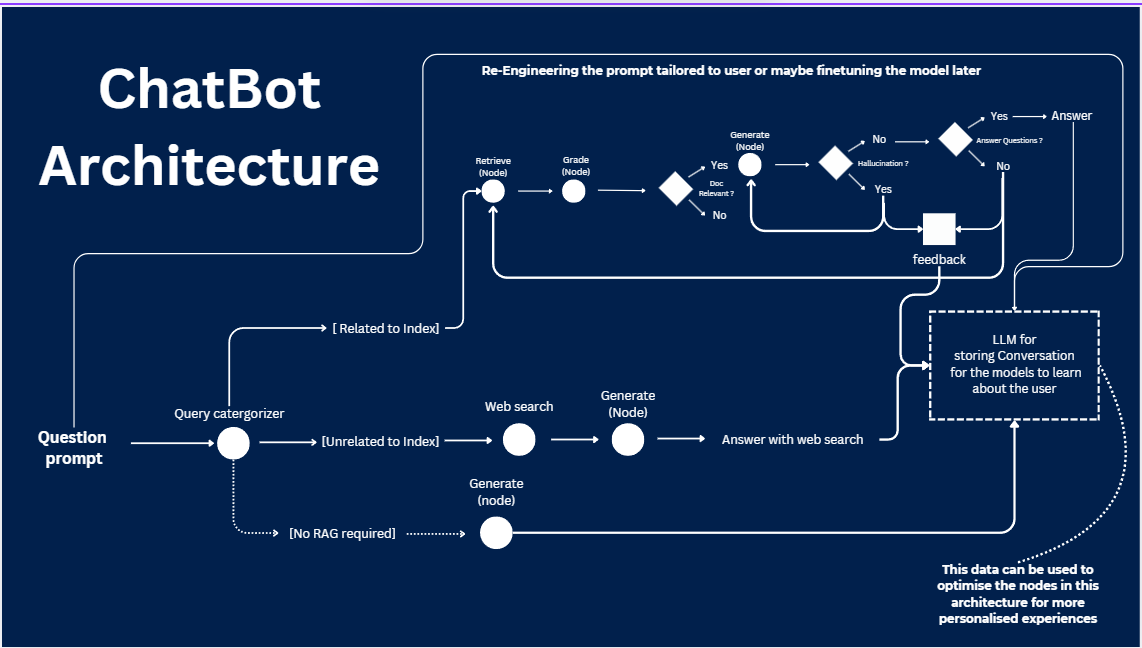 ChatBot
Architecture
Re-Engineering the prompt tailored to user or maybe finetuning the model later
Retrieve
(Node)
Grade
(Node)
Yes
Doc
Relevant ?
No
Generate
(Node)
No
Hallucination ?
Yes
Yes
Answer
Answer Questions ?
No
feedback
[ Related to Index]
LLM for
storing Conversation
for the models to learn
about the user
Query catergorizer
Question
prompt
[Unrelated to Index]
Web search
Generate
(Node)
Answer with web search
Generate
(node)
[No RAG required]
This data can be used to
optimise the nodes in this
architecture for more
personalised experiences